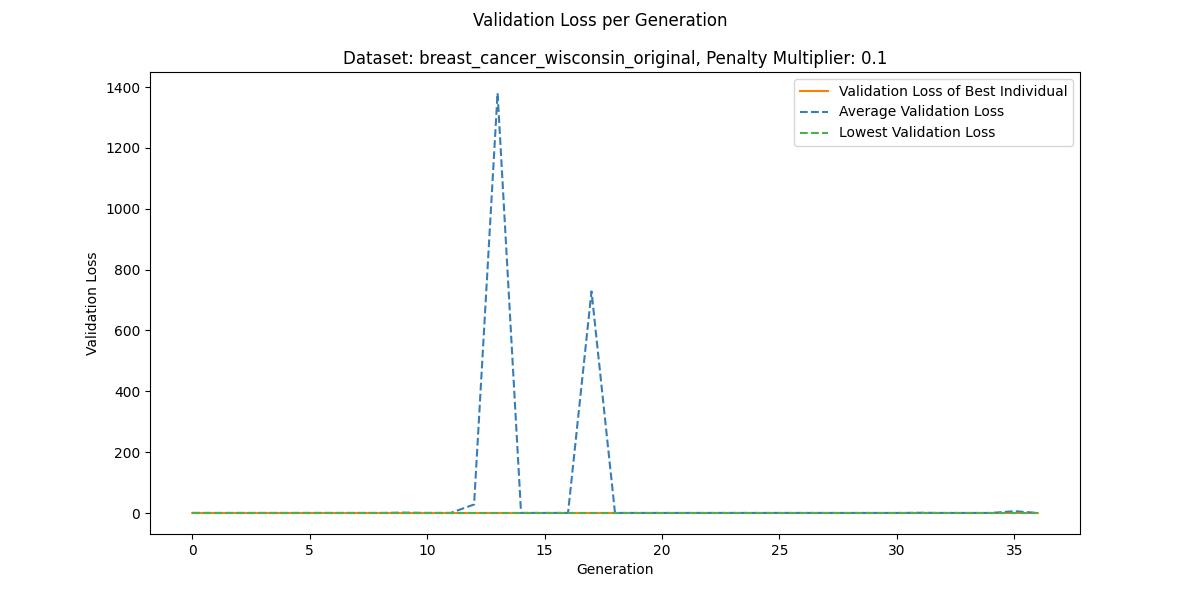 Validation Loss per Generation
Dataset: breast_cancer_wisconsin_original, Penalty Multiplier: 0.1
Validation Loss of Best Individual
Average Validation Loss
Lowest Validation Loss
1400
1200
1000
800
600
400
200
0
Validation Loss
0 5 10 15 20 25 30 35
Generation